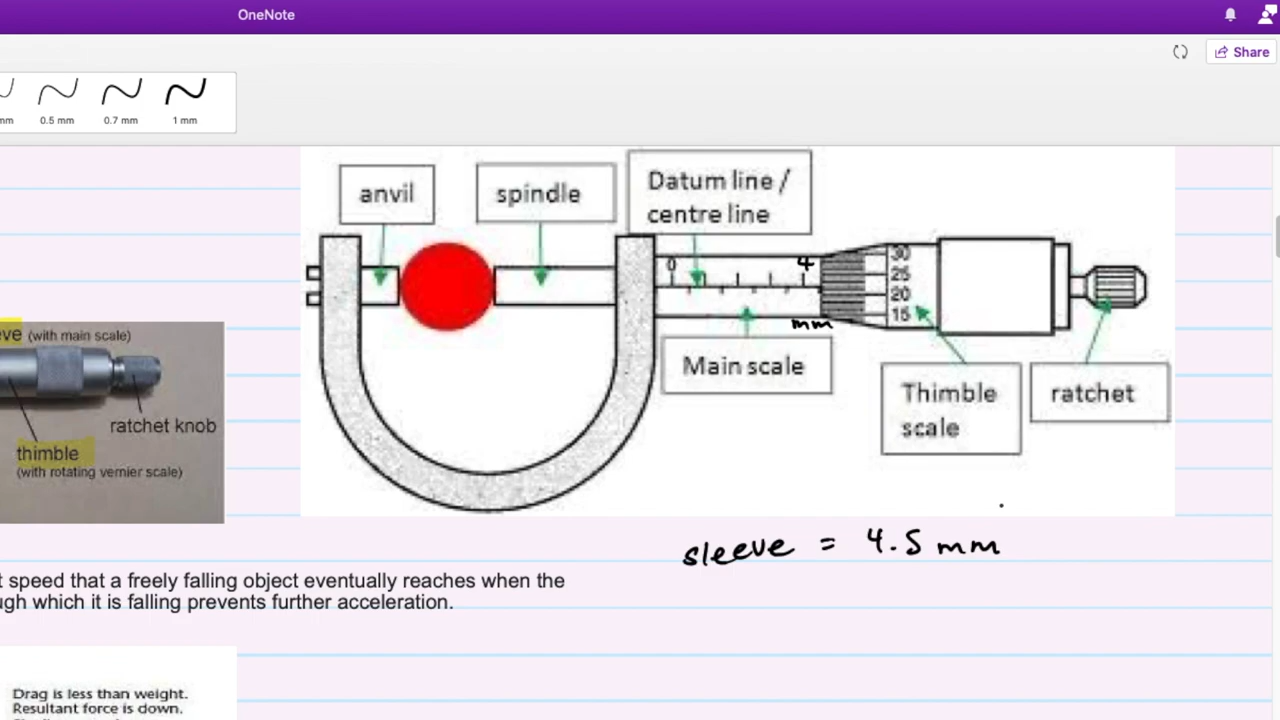 OneNote
Share
mm
0.5 mm
0.7 mm
1 mm
anvil
spindle
Datum line /
centre line
0
4
30
25
20
15
mm
Main scale
Thimble
scale
ratchet
eve (with main scale)
ratchet knob
thimble
(with rotating vernier scale)
sleeve = 4.5 mm
t speed that a freely falling object eventually reaches when the
ugh which it is falling prevents further acceleration.
Drag is less than weight.
Resultant force is down.